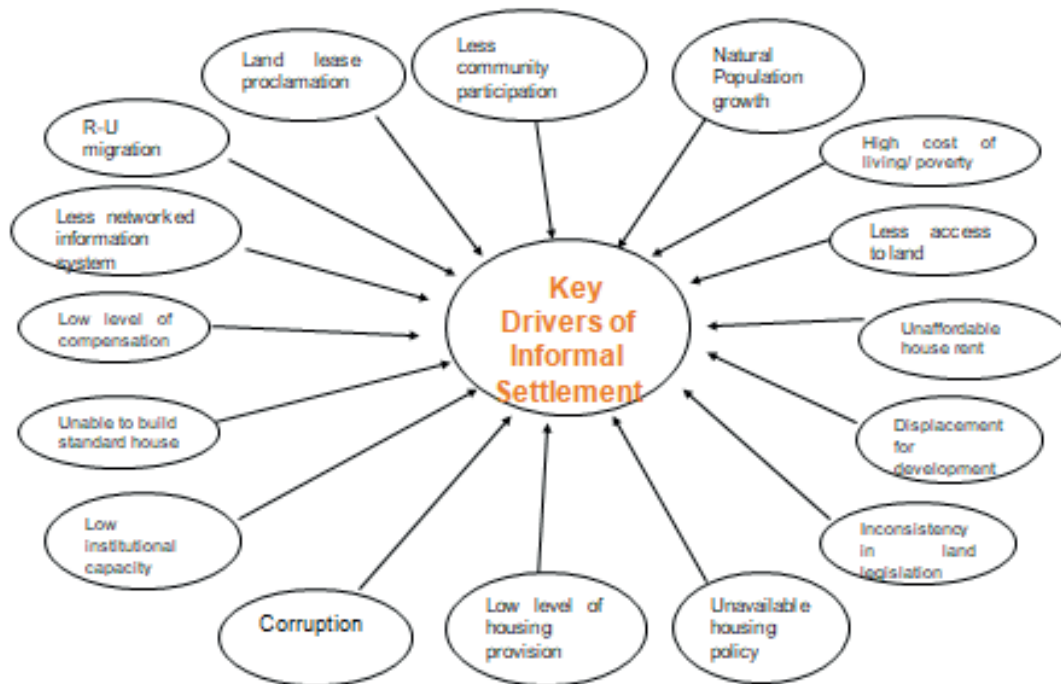 Land lease
proclamation
Less
community
participation
Natural
Population
growth
R-U
migration
High cost of
living/ poverty
Less networked
information
system
Less access
to land
Key
Drivers of
Informal
Settlement
Low level of
compensation
Unaffordable
house rent
Unable to build
standard house
Displacement
for
development
Low
institutional
capacity
Inconsistency
in land
legislation
Corruption
Low level of
housing
provision
Unavailable
housing
policy